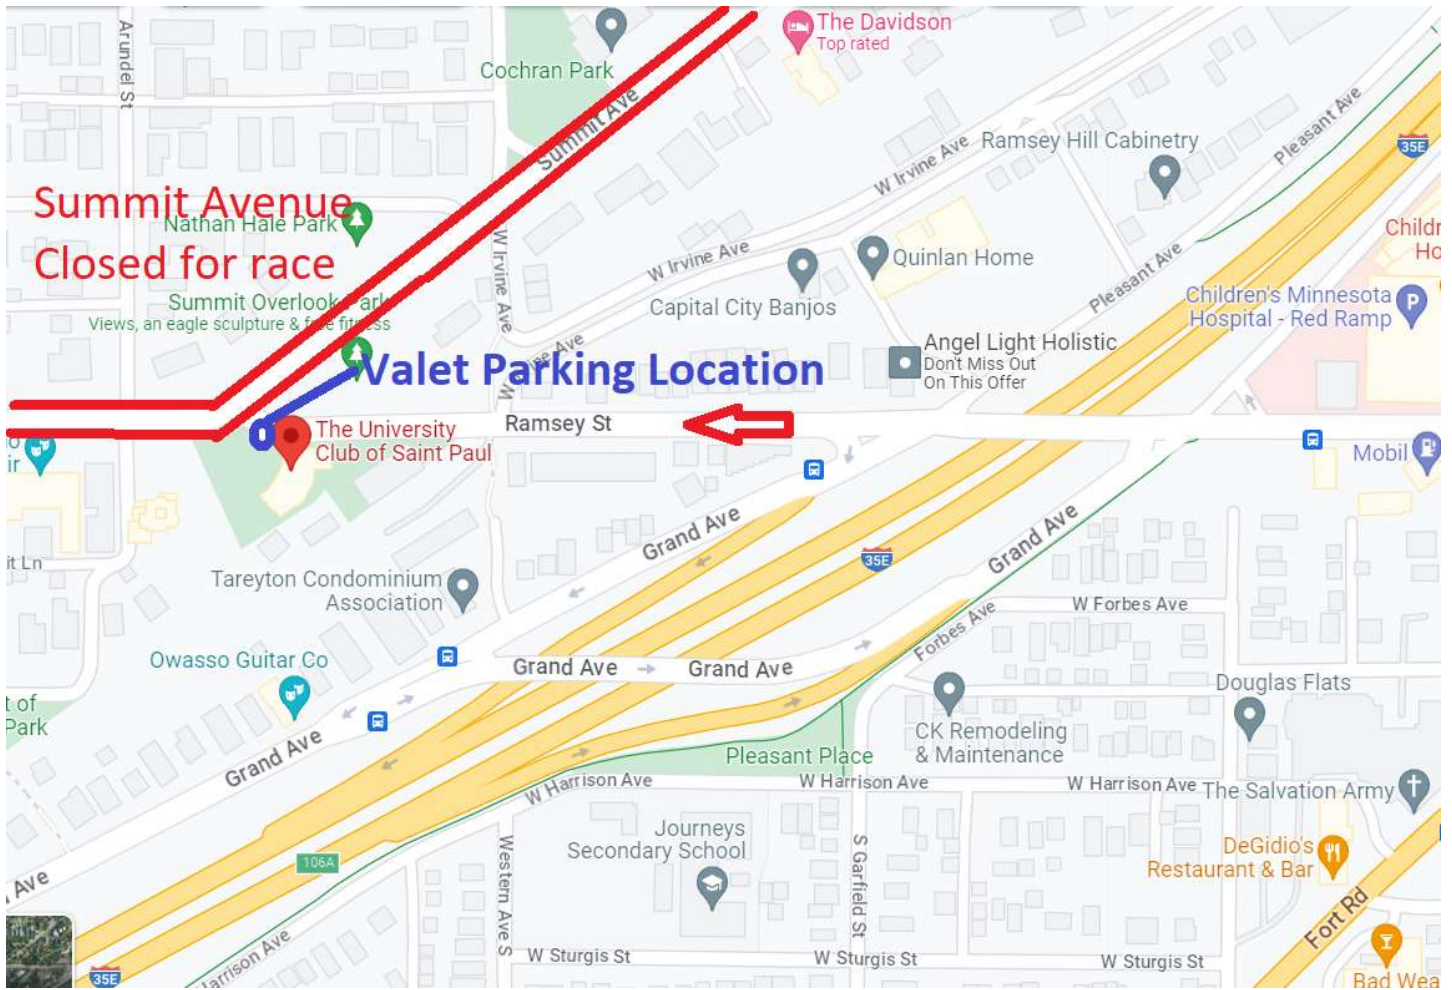 Arundel St
The Davidson
Top rated
Cochran Park
Summit Ave
Ramsey Hill Cabinetry
Pleasant Ave
35E
W Irvine Ave
Summit Avenue
Nathan Hale Park
Closed for race
W Irvine Ave
W Irvine Ave
Quinlan Home
Pleasant Ave
Summit Overlook Park
Views, an eagle sculpture & free fitness
Capital City Banjos
Children's Minnesota
Hospital - Red Ramp
P
Angel Light Holistic
Don't Miss Out
On This Offer
Valet Parking Location
Ramsey St
The University
Club of Saint Paul
Mobil
Grand Ave
35E
Grand Ave
Tareyton Condominium
Association
W Forbes Ave
Forbes Ave
Owasso Guitar Co
Grand Ave
Grand Ave
Douglas Flats
Park
CK Remodeling
& Maintenance
Grand Ave
Pleasant Place
W Harrison Ave
W Harrison Ave
W Harrison Ave
The Salvation Army
Journeys
Secondary School
Western Ave S
S Garfield St
DeGidio's
Restaurant & Bar
106A
Ave
Fort Rd
W Sturgis St
W Sturgis St
W Sturgis St
35E
Bad Wea